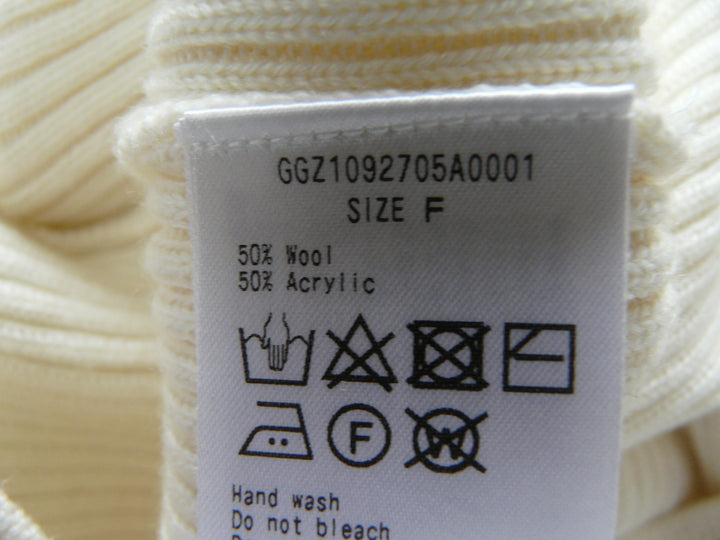 GGZ1092705A0001
SIZE F
50% Wool
50% Acrylic
F
W
Hand wash
Do not bleach